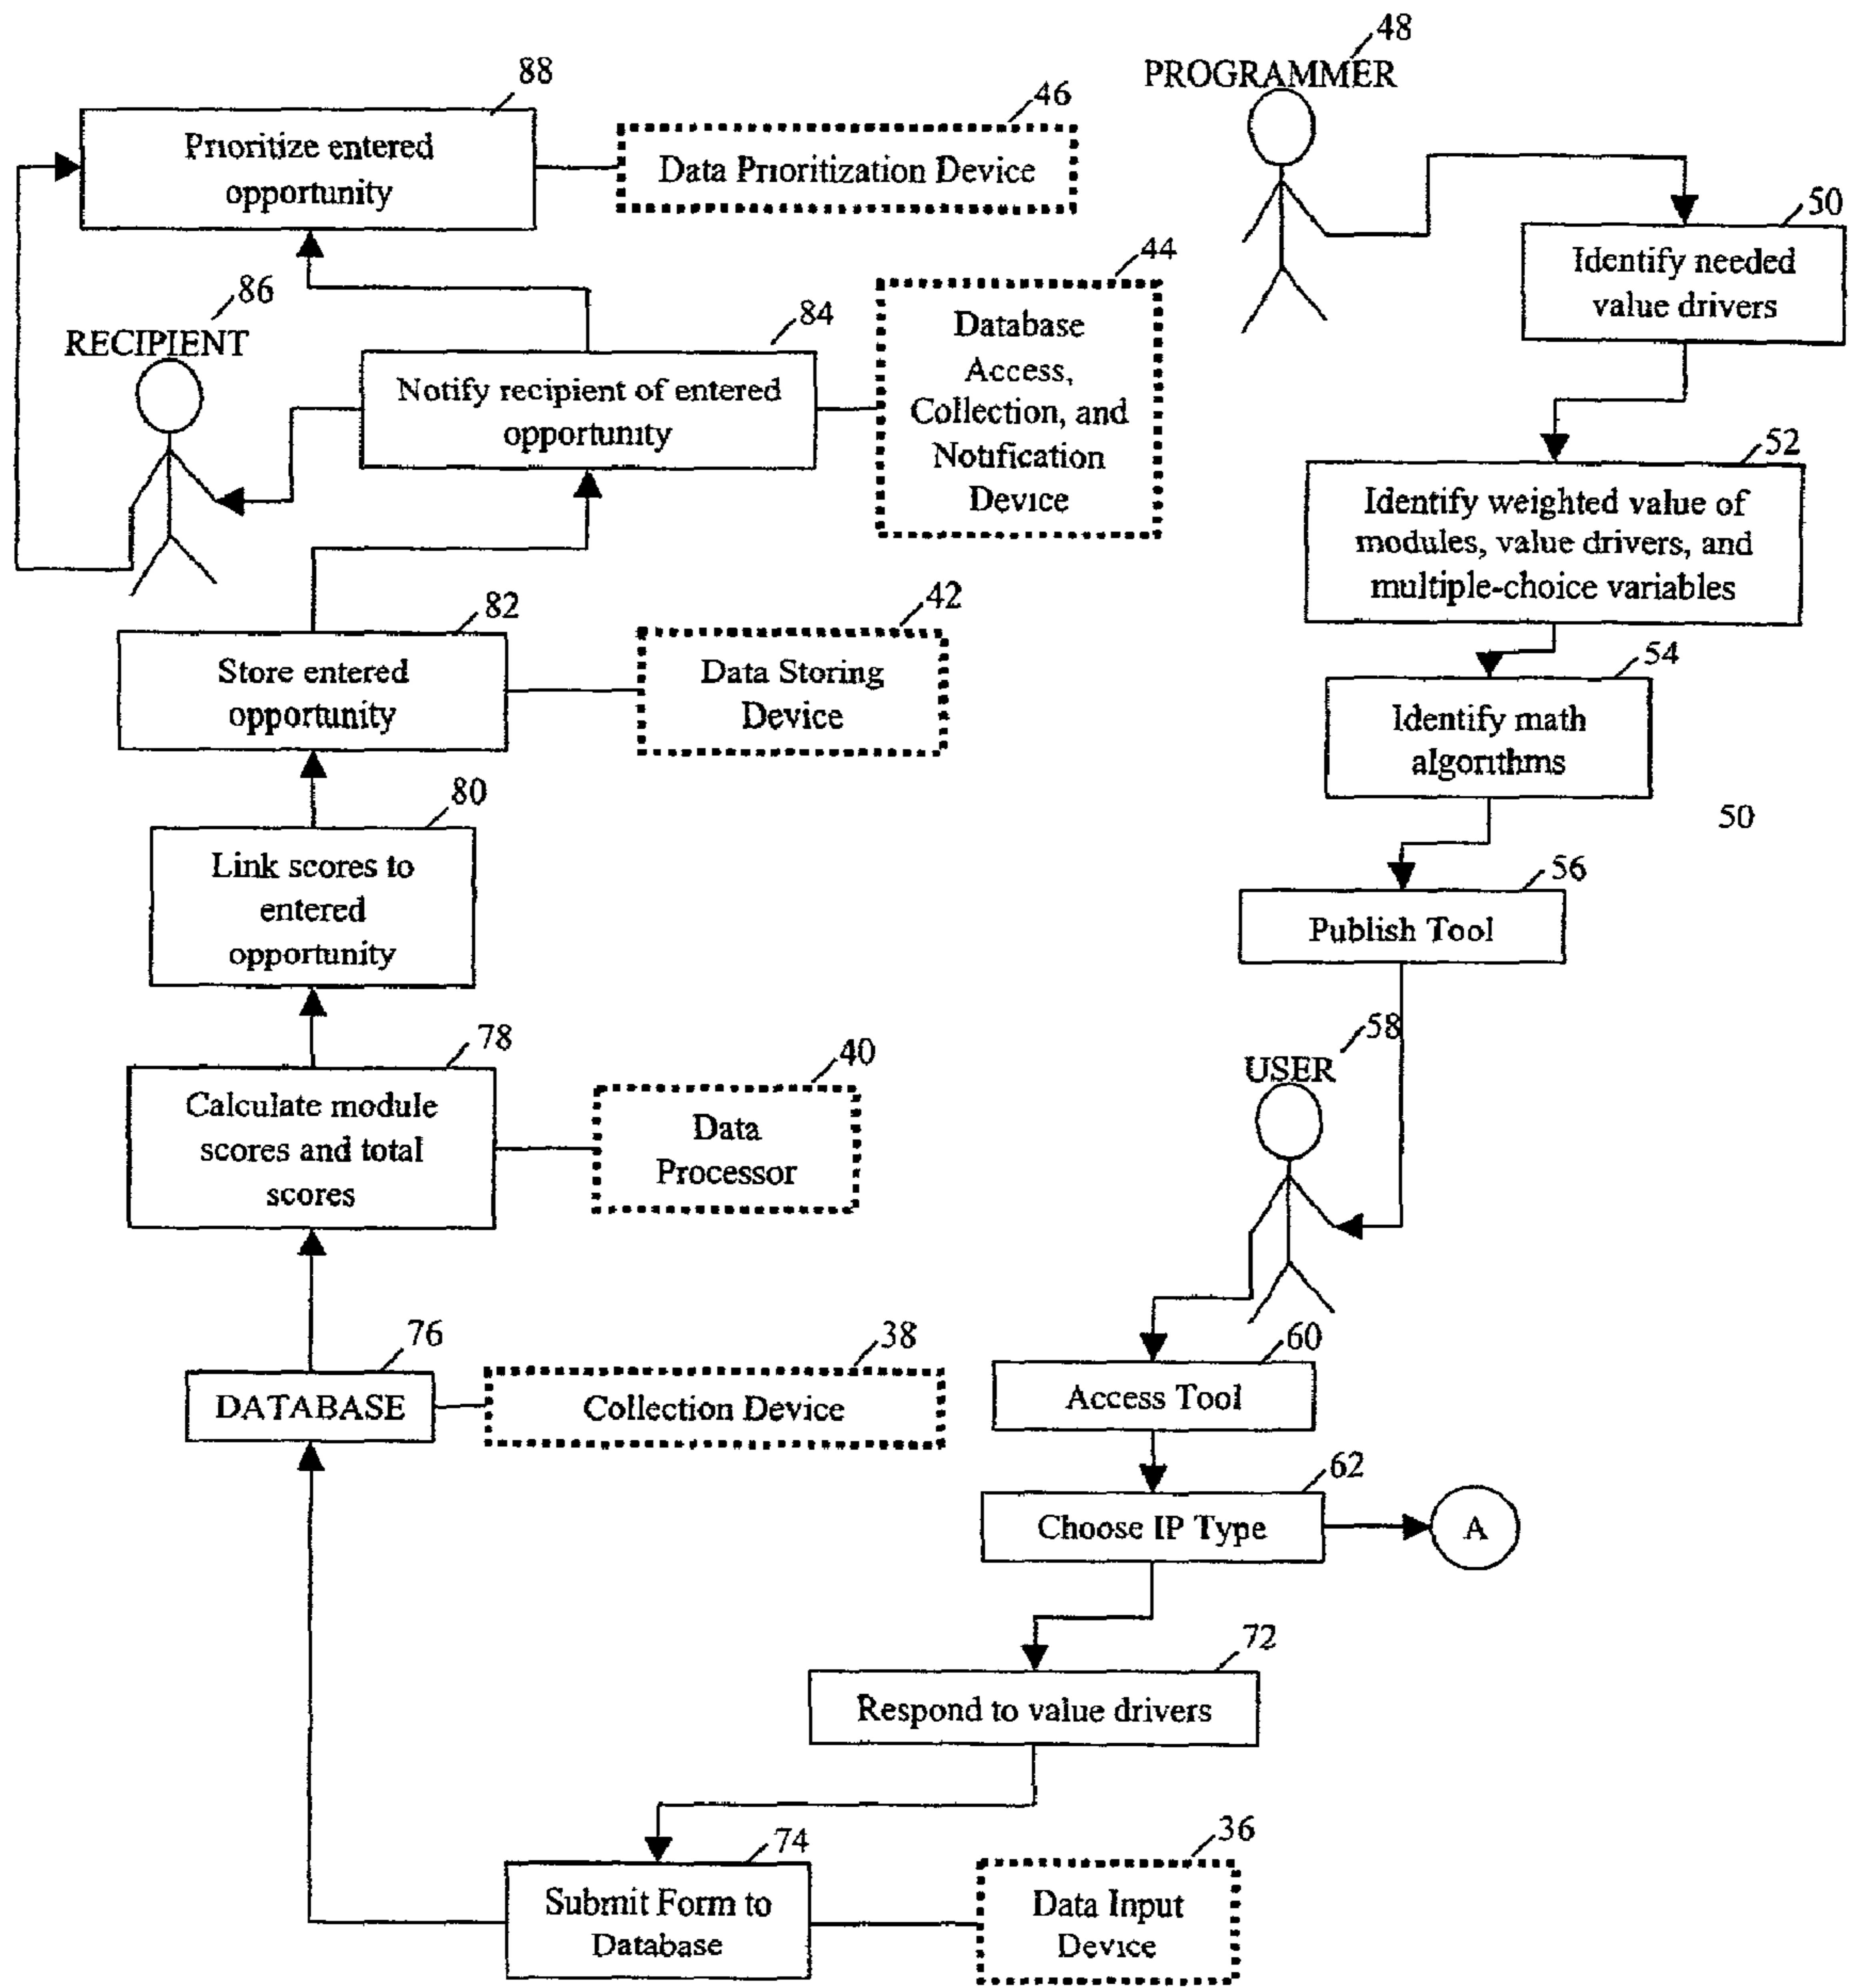 48
PROGRAMMER
50
Identify needed
value drivers
52
Identify weighted value of
modules, value drivers, and
multiple-choice variables
54
Identify math
algorithms
50
56
Publish Tool
58
USER
60
Access Tool
62
Choose IP Type
A
72
Respond to value drivers
74
Submit Form to
Database
36
Data Input
Device
76
DATABASE
38
Collection Device
78
Calculate module
scores and total
scores
40
Data
Processor
80
Link scores to
entered
opportunity
82
Store entered
opportunity
42
Data Storing
Device
84
Notify recipient of entered
opportunity
44
Database
Access,
Collection, and
Notification
Device
86
RECIPIENT
88
Prioritize entered
opportunity
46
Data Prioritization Device